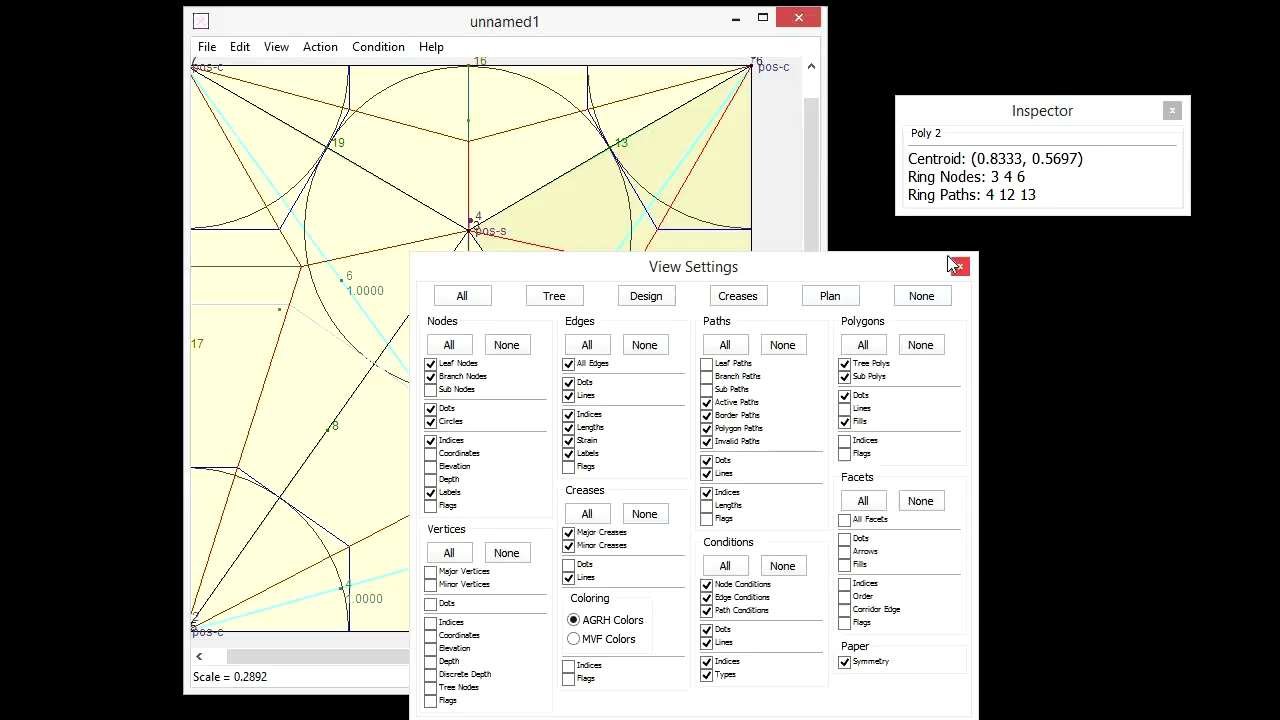 unnamed1
File Edit View Action Condition Help
pos-c
16
6
pos-c
19
13
4
pos-s
6
1.0000
17
8
4
1.0000
2
pos-c
Scale = 0.2892
Inspector
Poly 2
Centroid: (0.8333, 0.5697)
Ring Nodes: 3 4 6
Ring Paths: 4 12 13
View Settings
All Tree Design Creases Plan None
Nodes
All None
Leaf Nodes
Branch Nodes
Sub Nodes
Dots
Circles
Indices
Coordinates
Elevation
Depth
Labels
Flags
Vertices
All None
Major Vertices
Minor Vertices
Dots
Indices
Coordinates
Elevation
Depth
Discrete Depth
Tree Nodes
Flags
Edges
All None
All Edges
Dots
Lines
Indices
Lengths
Strain
Labels
Flags
Creases
All None
Major Creases
Minor Creases
Dots
Lines
Coloring
AGRH Colors
MVF Colors
Indices
Flags
Paths
All None
Leaf Paths
Branch Paths
Sub Paths
Active Paths
Border Paths
Polygon Paths
Invalid Paths
Dots
Lines
Indices
Lengths
Flags
Conditions
All None
Node Conditions
Edge Conditions
Path Conditions
Dots
Lines
Indices
Types
Polygons
All None
Tree Polys
Sub Polys
Dots
Lines
Fills
Indices
Flags
Facets
All None
All Facets
Dots
Arrows
Fills
Indices
Order
Corridor Edge
Flags
Paper
Symmetry